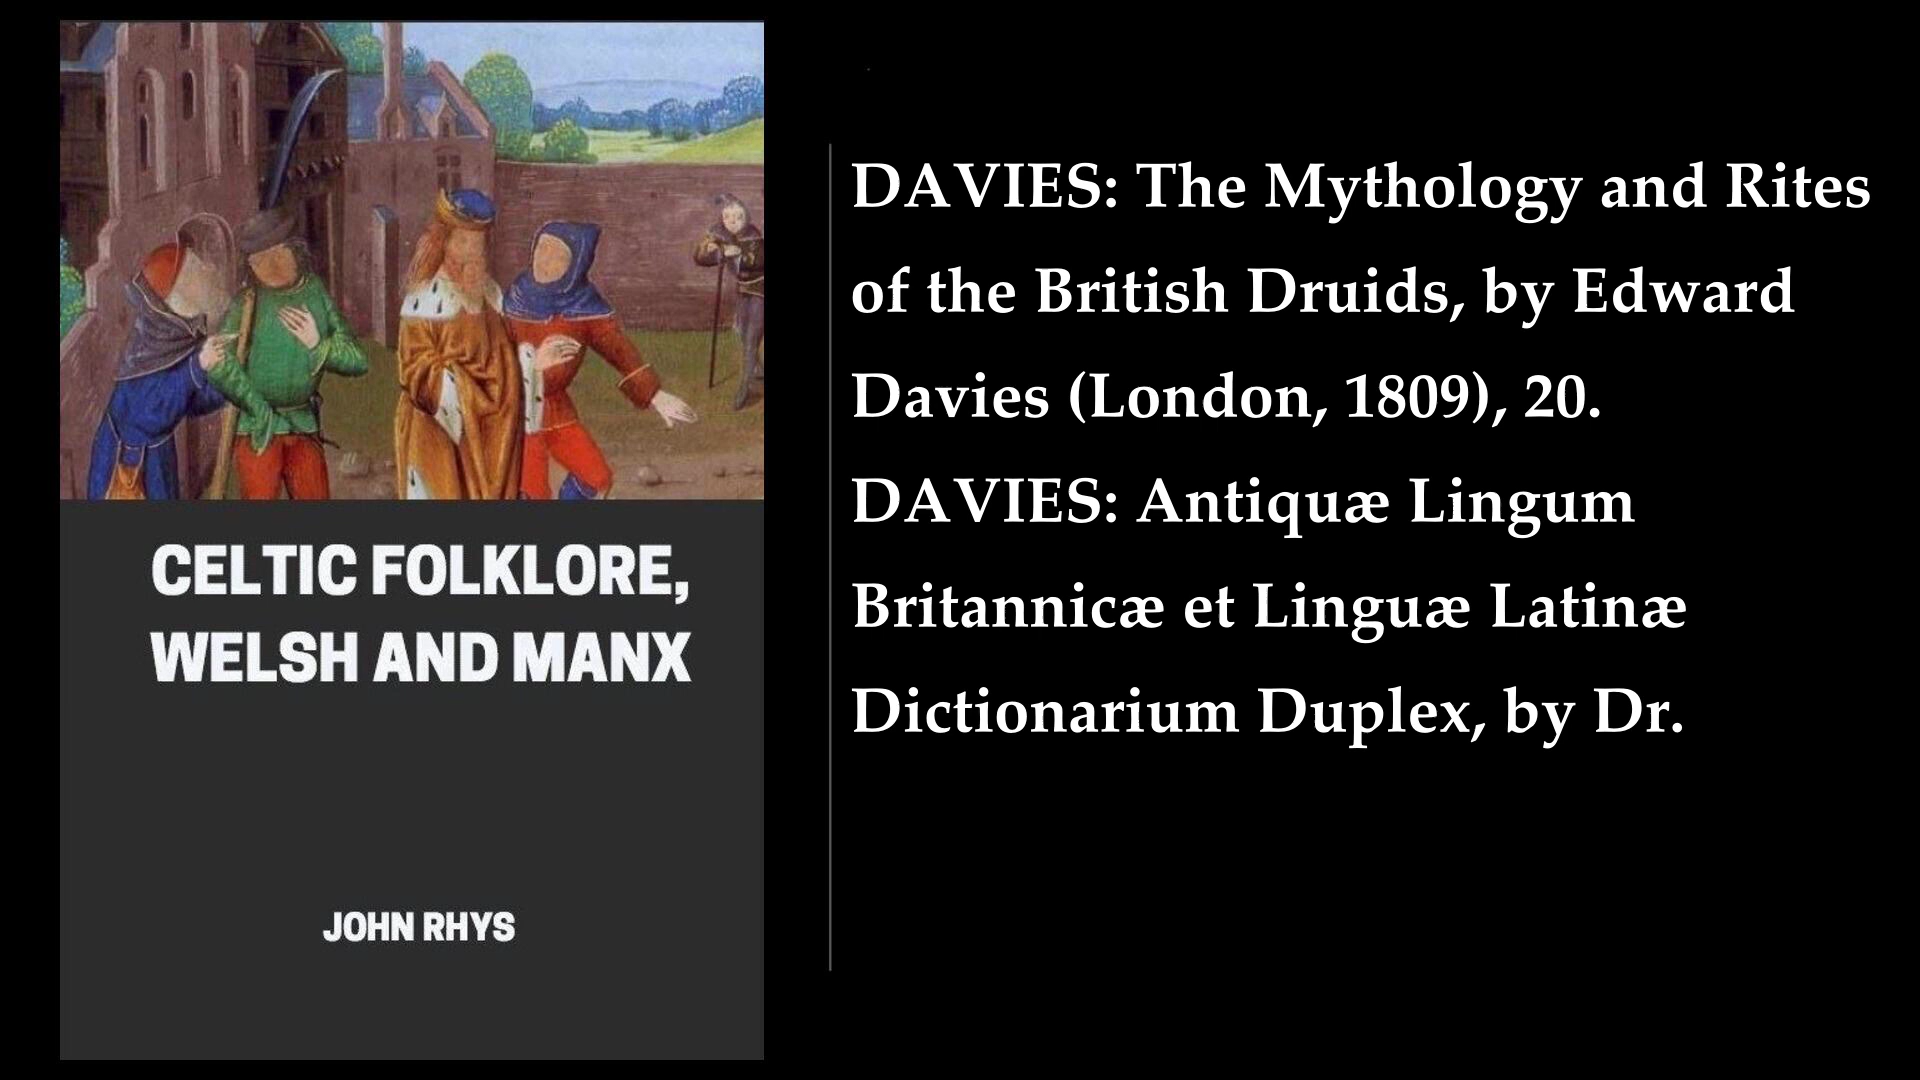 CELTIC FOLKLORE,
WELSH AND MANX
JOHN RHYS
DAVIES: The Mythology and Rites
of the British Druids, by Edward
Davies (London, 1809), 20.
DAVIES: Antiquæ Lingum
Britannicæ et Linguæ Latinæ
Dictionarium Duplex, by Dr.